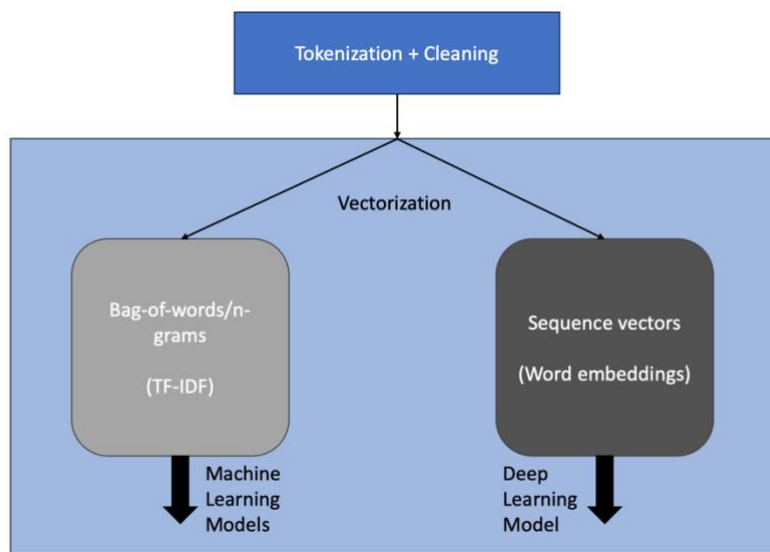 Tokenization + Cleaning
Vectorization
Bag-of-words/n-
grams
(TF-IDF)
Sequence vectors
(Word embeddings)
Machine
Learning
Models
Deep
Learning
Model